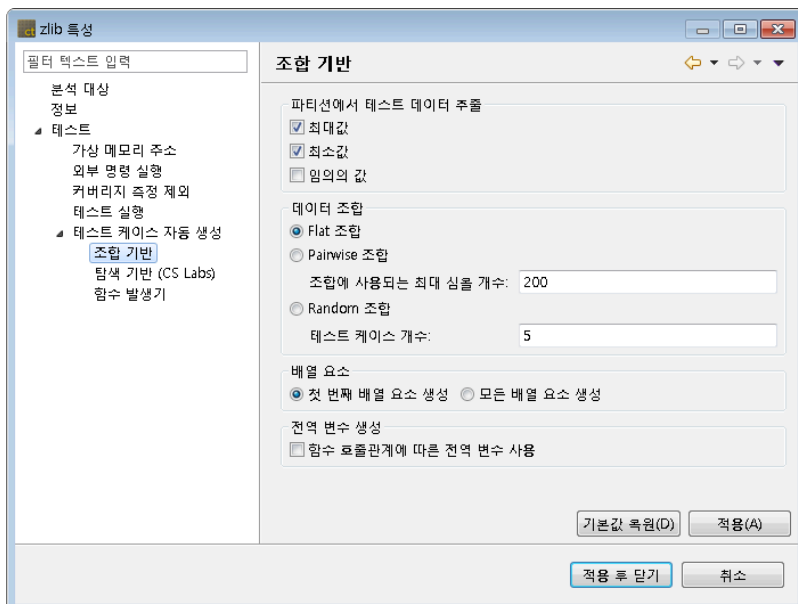 ct zlib 특성
필터 텍스트 입력
분석 대상
정보
테스트
가상 메모리 주소
외부 명령 실행
커버리지 측정 제외
테스트 실행
테스트 케이스 자동 생성
조합 기반
탐색 기반 (CS Labs)
함수 발생기
조합 기반
파티션에서 테스트 데이터 추출
최대값
최소값
임의의 값
데이터 조합
Flat 조합
Pairwise 조합
조합에 사용되는 최대 심볼 개수: 200
Random 조합
테스트 케이스 개수: 5
배열 요소
첫 번째 배열 요소 생성 모든 배열 요소 생성
전역 변수 생성
함수 호출관계에 따른 전역 변수 사용
기본값 복원(D) 적용(A)
적용 후 닫기 취소